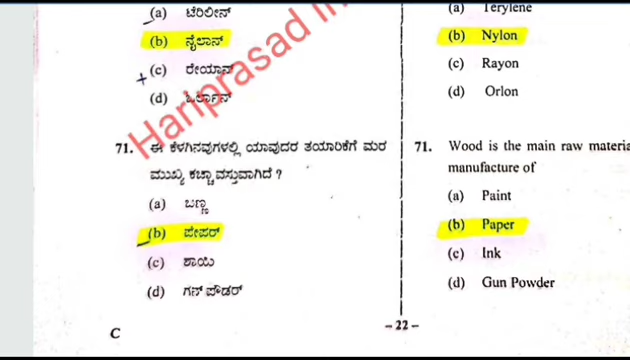 (a) ಟೆರಿಲೀನ್
(b) ನೈಲಾನ್
(c) ರೇಯಾನ್
(d) ಓರ್ಲಾನ್
71. ಈ ಕೆಳಗಿನವುಗಳಲ್ಲಿ ಯಾವುದರ ತಯಾರಿಕೆಗೆ ಮರ
ಮುಖ್ಯ ಕಚ್ಚಾವಸ್ತುವಾಗಿದೆ ?
(a) ಬಣ್ಣ
(b) ಪೇಪರ್
(c) ಶಾಯಿ
(d) ಗನ್ ಪೌಡರ್
C
(a) Terylene
(b) Nylon
(c) Rayon
(d) Orlon
71. Wood is the main raw materia
manufacture of
(a) Paint
(b) Paper
(c) Ink
(d) Gun Powder
– 22 –
Hariprasad